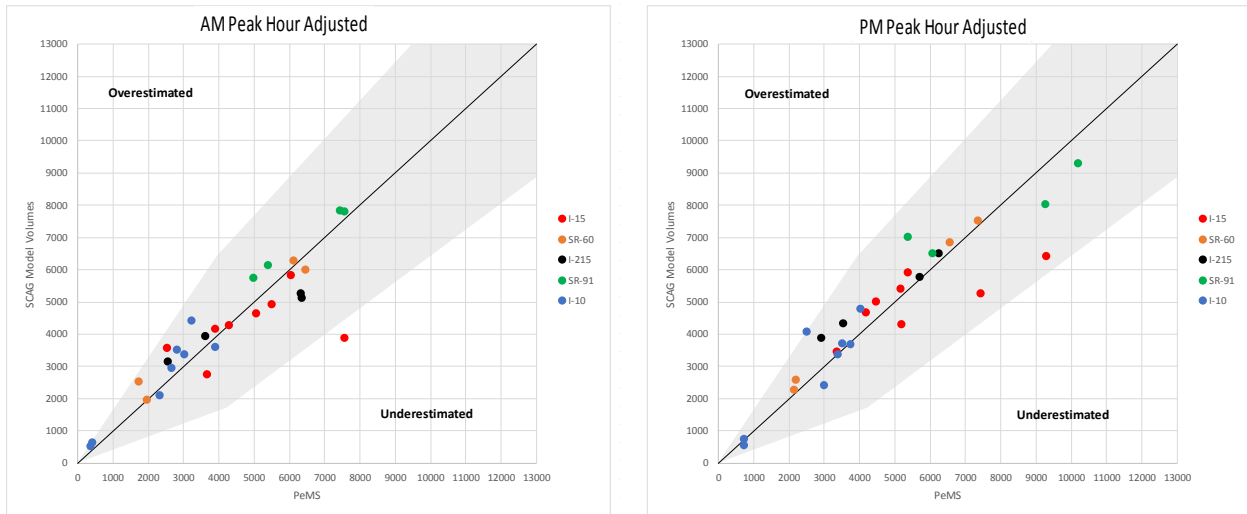 AM Peak Hour Adjusted
13000
12000
11000
10000
9000
8000
7000
6000
5000
4000
3000
2000
1000
0
SCAG Model Volumes
Overestimated
Underestimated
0 1000 2000 3000 4000 5000 6000 7000 8000 9000 10000 11000 12000 13000
PeMS
I-15
SR-60
I-215
SR-91
I-10
PM Peak Hour Adjusted
13000
12000
11000
10000
9000
8000
7000
6000
5000
4000
3000
2000
1000
0
SCAG Model Volumes
Overestimated
Underestimated
0 1000 2000 3000 4000 5000 6000 7000 8000 9000 10000 11000 12000 13000
PeMS
I-15
SR-60
I-215
SR-91
I-10